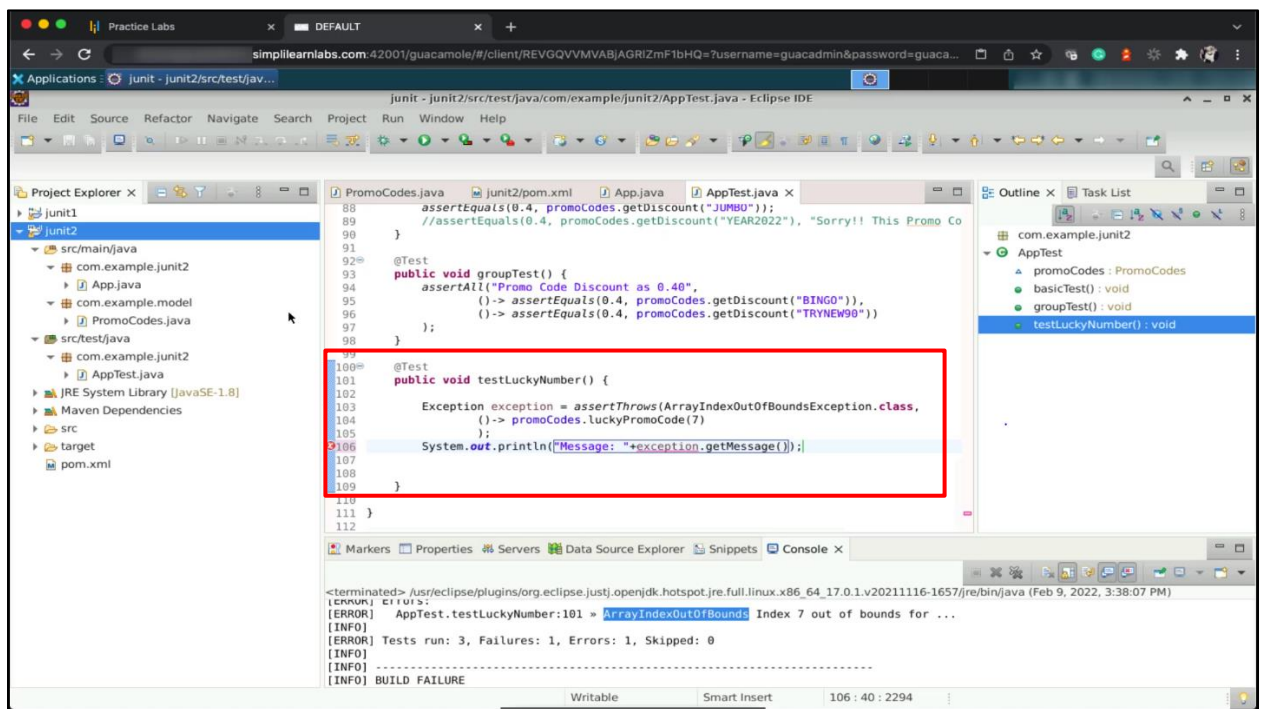 Practice Labs
DEFAULT
simplilearnlabs.com:42001/guacamole/#/client/REVGQVVMVABjAGRlZmF1bHQ=?username=guacadmin&password=guaca...
Applications
junit - junit2/src/test/jav...
junit - junit2/src/test/java/com/example/junit2/AppTest.java - Eclipse IDE
File Edit Source Refactor Navigate Search Project Run Window Help
Project Explorer
junit1
junit2
src/main/java
com.example.junit2
App.java
com.example.model
PromoCodes.java
src/test/java
com.example.junit2
AppTest.java
JRE System Library [JavaSE-1.8]
Maven Dependencies
src
target
pom.xml
PromoCodes.java junit2/pom.xml App.java AppTest.java
88 assertEquals(0.4, promoCodes.getDiscount("JUMBO"));
89 //assertEquals(0.4, promoCodes.getDiscount("YEAR2022"), "Sorry!! This Promo Co
90 }
91
92 @Test
93 public void groupTest() {
94 assertAll("Promo Code Discount as 0.40",
95 ()-> assertEquals(0.4, promoCodes.getDiscount("BINGO")),
96 ()-> assertEquals(0.4, promoCodes.getDiscount("TRYNEW90"))
97 );
98 }
99
100 @Test
101 public void testLuckyNumber() {
102
103 Exception exception = assertThrows(ArrayIndexOutOfBoundsException.class,
104 ()-> promoCodes.luckyPromoCode(7)
105 );
106 System.out.println("Message: "+exception.getMessage());
107
108
109 }
110
111 }
112
Outline Task List
com.example.junit2
AppTest
promoCodes : PromoCodes
basicTest() : void
groupTest() : void
testLuckyNumber() : void
Markers Properties Servers Data Source Explorer Snippets Console
<terminated> /usr/eclipse/plugins/org.eclipse.justj.openjdk.hotspot.jre.full.linux.x86_64_17.0.1.v20211116-1657/jre/bin/java (Feb 9, 2022, 3:38:07 PM)
[ERROR] Errors:
[ERROR] AppTest.testLuckyNumber:101 » ArrayIndexOutOfBounds Index 7 out of bounds for ...
[INFO]
[ERROR] Tests run: 3, Failures: 1, Errors: 1, Skipped: 0
[INFO]
[INFO] ------------------------------------------------------------------------
[INFO] BUILD FAILURE
Writable Smart Insert 106 : 40 : 2294